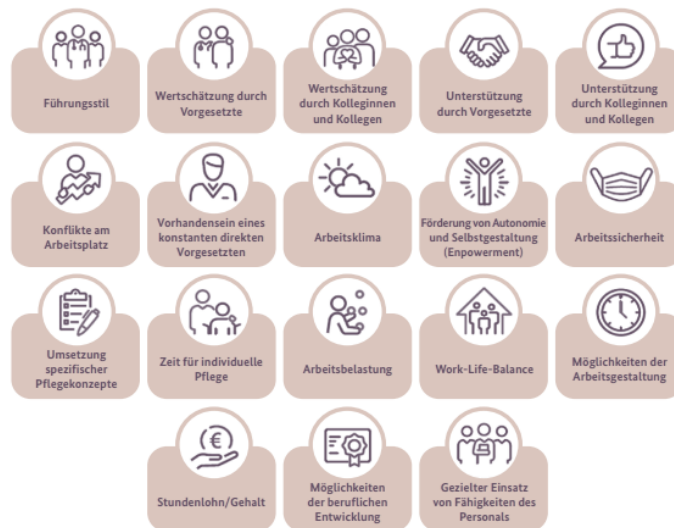 Führungsstil
Wertschätzung durch
Vorgesetzte
Wertschätzung
durch Kolleginnen
und Kollegen
Unterstützung
durch Vorgesetzte
Unterstützung
durch Kolleginnen
und Kollegen
Konflikte am
Arbeitsplatz
Vorhandensein eines
konstanten direkten
Vorgesetzten
Arbeitsklima
Förderung von Autonomie
und Selbstgestaltung
(Enpowerment)
Arbeitssicherheit
Umsetzung
spezifischer
Pflegekonzepte
Zeit für individuelle
Pflege
Arbeitsbelastung
Work-Life-Balance
Möglichkeiten der
Arbeitsgestaltung
€
Stundenlohn/Gehalt
Möglichkeiten
der beruflichen
Entwicklung
Gezielter Einsatz
von Fähigkeiten des
Personals